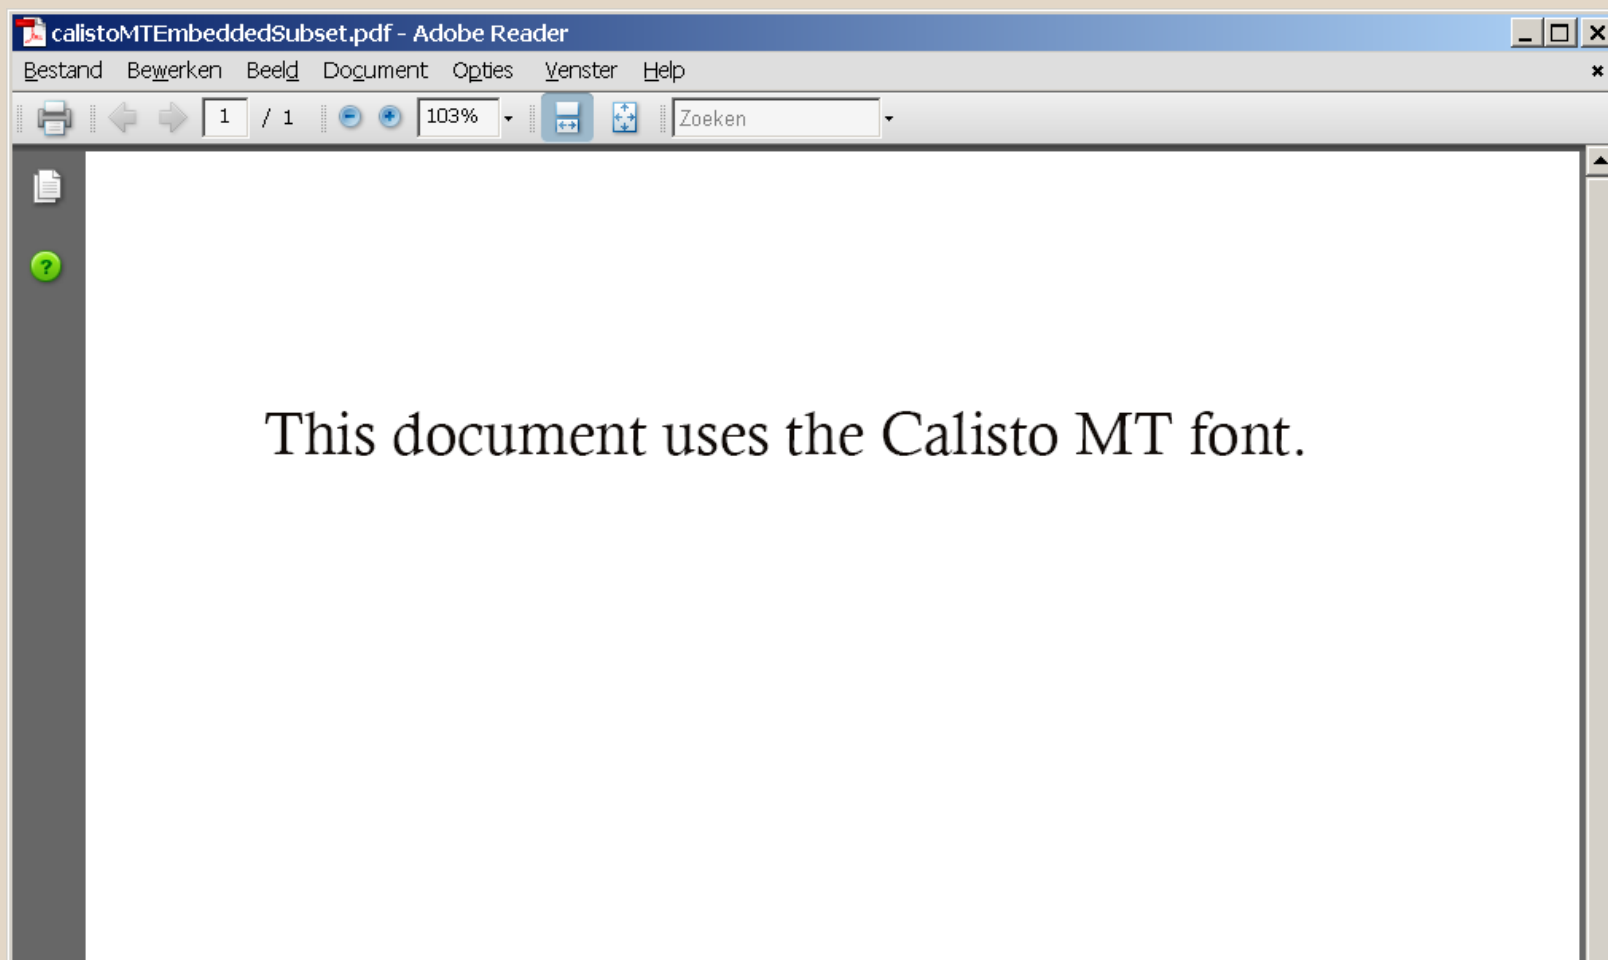 calistoMTEmbeddedSubset.pdf - Adobe Reader
Bestand Bewerken Beeld Document Opties Venster Help
1 / 1 103% Zoeken
This document uses the Calisto MT font.